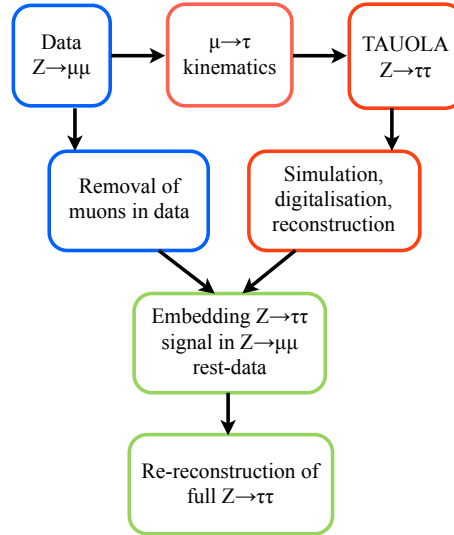 Data
Z→μμ
μ→τ
kinematics
TAUOLA
Z→ττ
Removal of
muons in data
Simulation,
digitalisation,
reconstruction
Embedding Z→ττ
signal in Z→μμ
rest-data
Re-reconstruction of
full Z→ττ